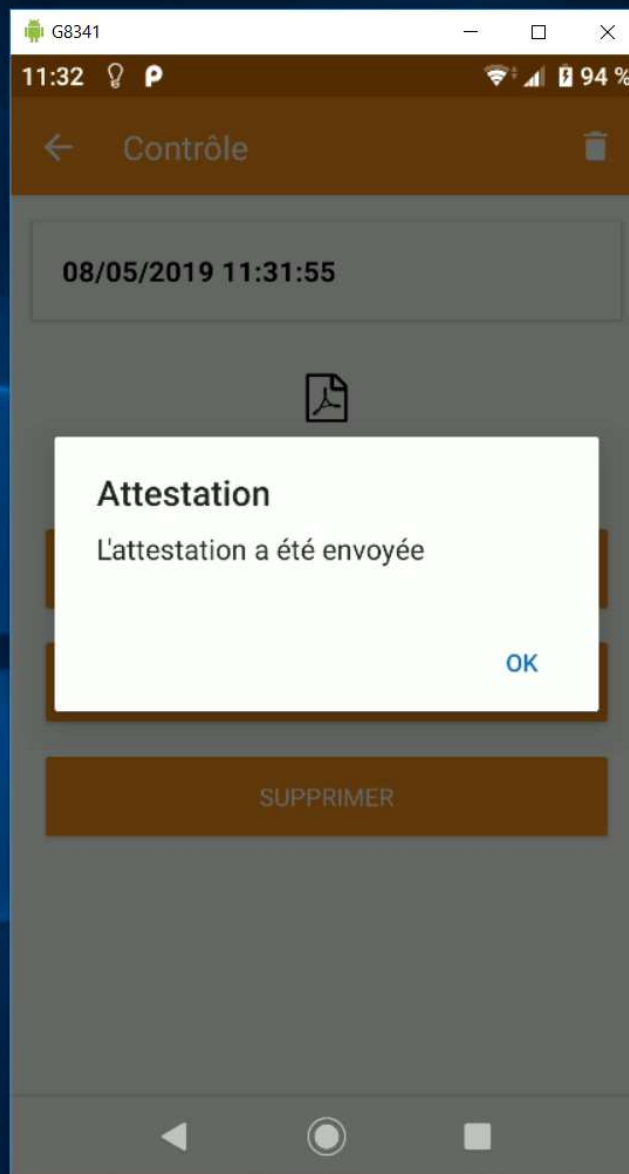 G8341
11:32 94 %
Contrôle
08/05/2019 11:31:55
Attestation
L'attestation a été envoyée
OK
SUPPRIMER